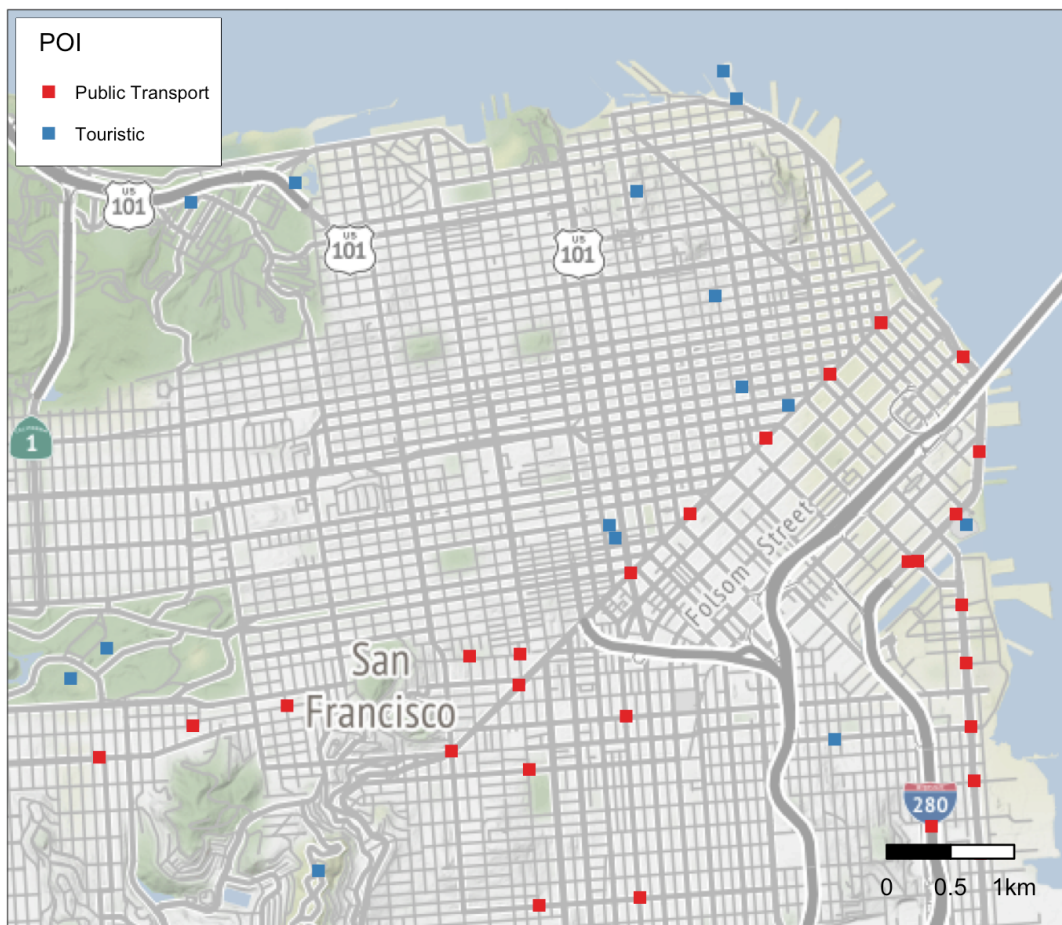 POI
Public Transport
Touristic
US
101
US
101
US
101
1
Folsom Street
San
Francisco
280
0 0.5 1km